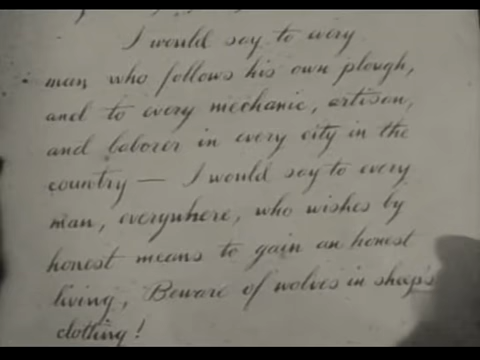 I would say to every
man who follows his own plough,
and to every mechanic, artisan,
and laborer in every city in the
country — I would say to every
man, everywhere, who wishes by
honest means to gain an honest
living, Beware of wolves in sheep's
clothing!